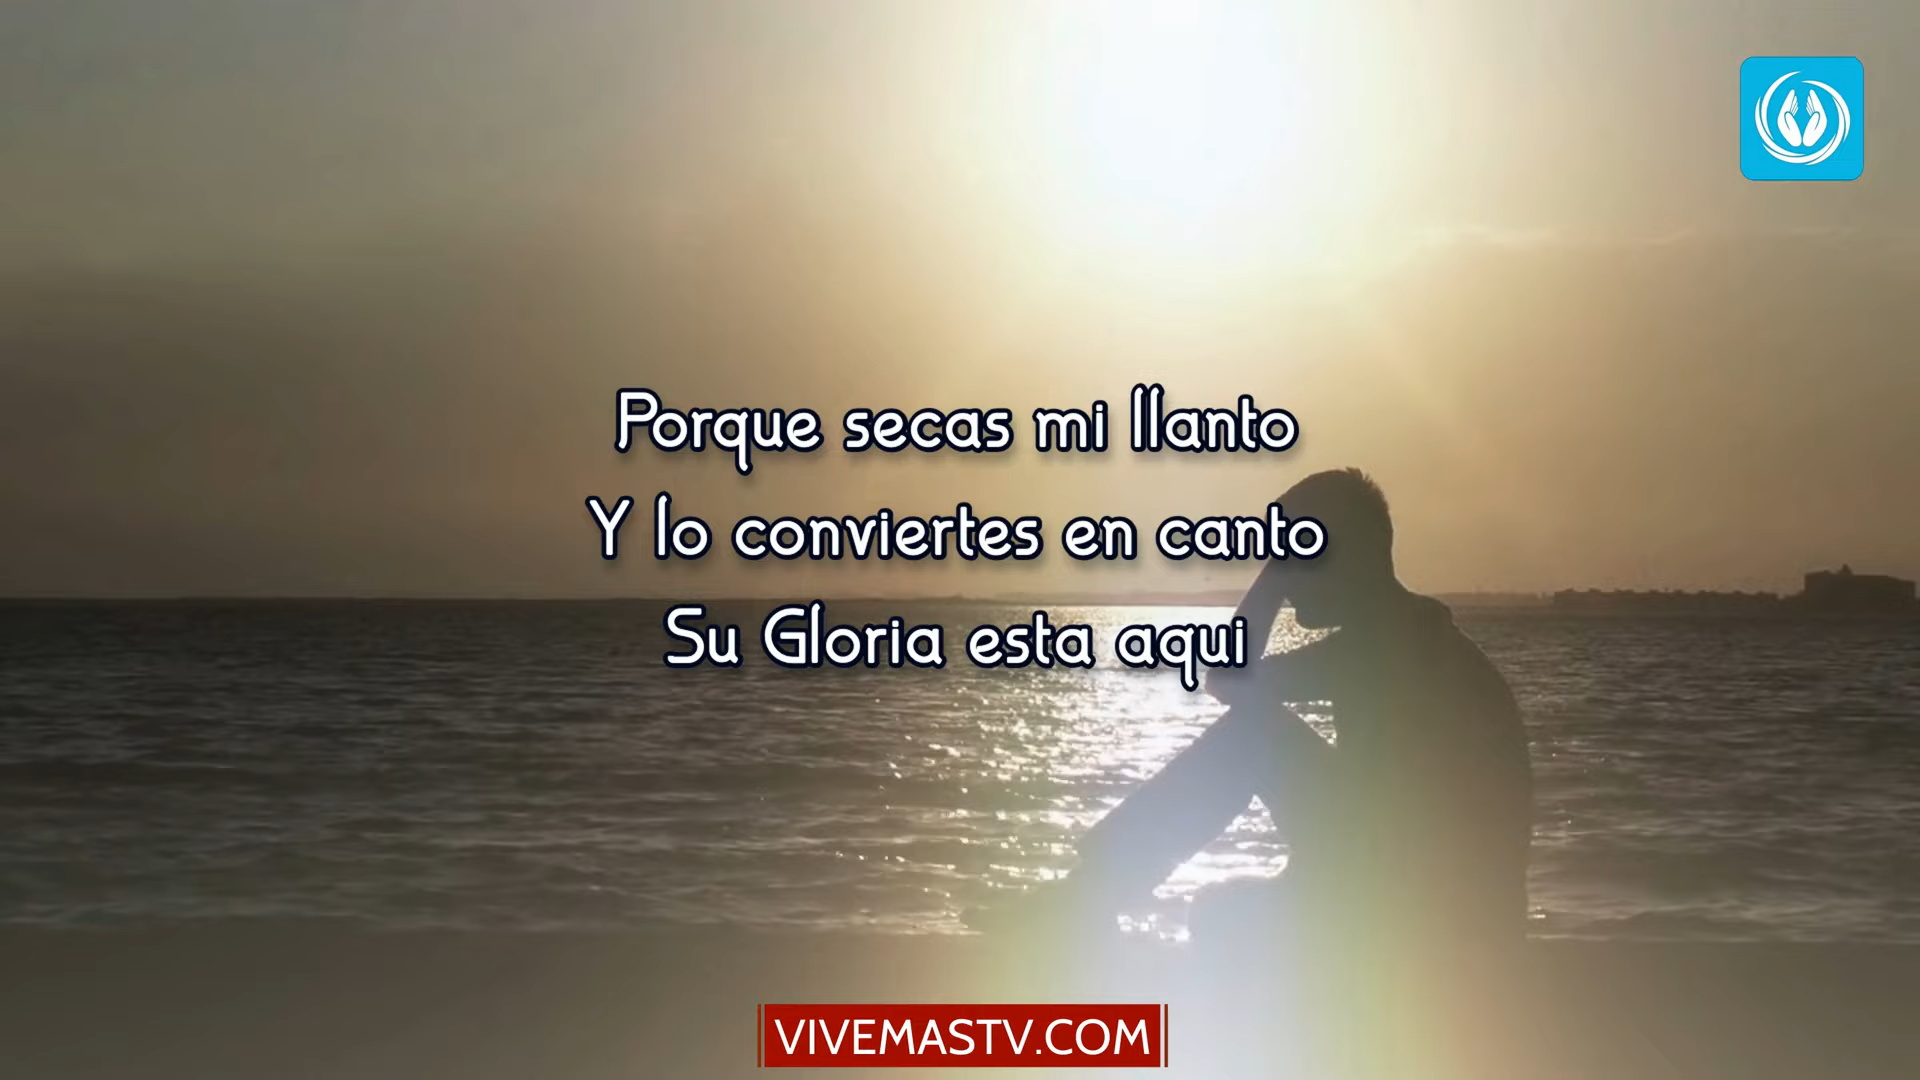 Porque secas mi llanto
Y lo conviertes en canto
Su Gloria esta aqui
VIVEMASTV.COM